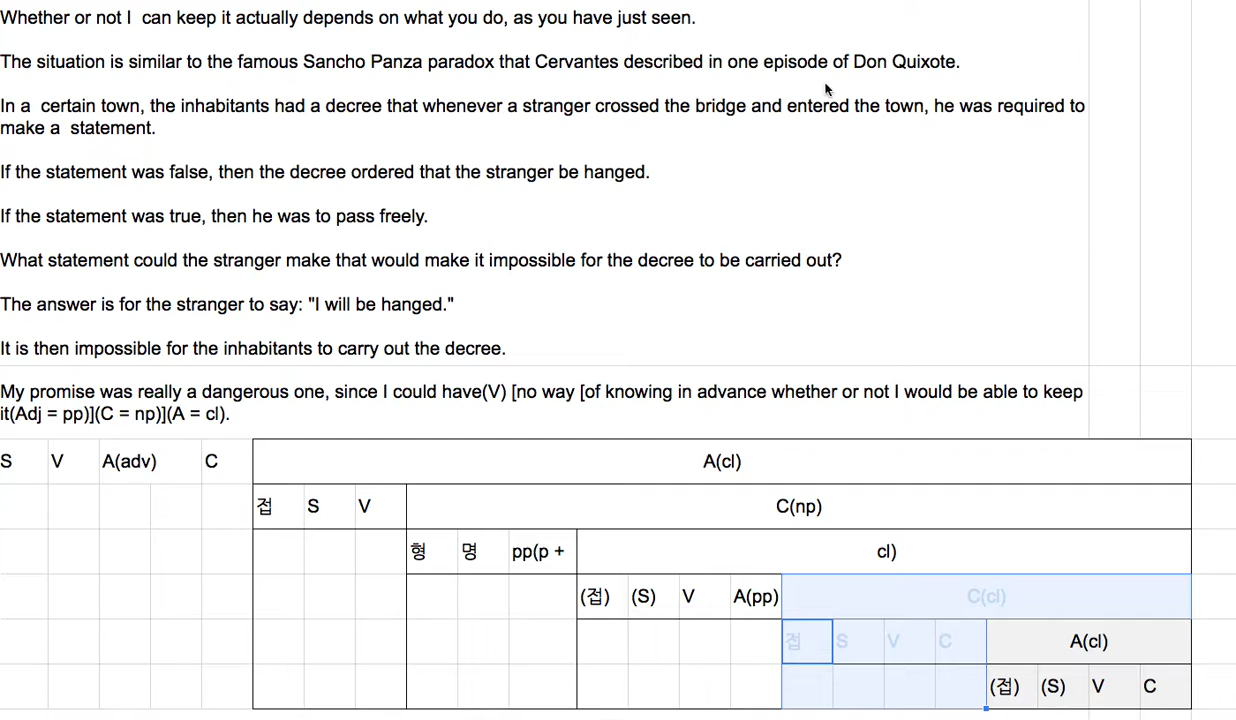 Whether or not I  can keep it actually depends on what you do, as you have just seen.
The situation is similar to the famous Sancho Panza paradox that Cervantes described in one episode of Don Quixote.
In a  certain town, the inhabitants had a decree that whenever a stranger crossed the bridge and entered the town, he was required to
make a  statement.
If the statement was false, then the decree ordered that the stranger be hanged.
If the statement was true, then he was to pass freely.
What statement could the stranger make that would make it impossible for the decree to be carried out?
The answer is for the stranger to say: "I will be hanged."
It is then impossible for the inhabitants to carry out the decree.
My promise was really a dangerous one, since I could have(V) [no way [of knowing in advance whether or not I would be able to keep
it(Adj = pp)](C = np)](A = cl).
S V A(adv) C A(cl)
접 S V C(np)
형 명 pp(p + cl)
(접) (S) V A(pp) C(cl)
접 S V C A(cl)
(접) (S) V C